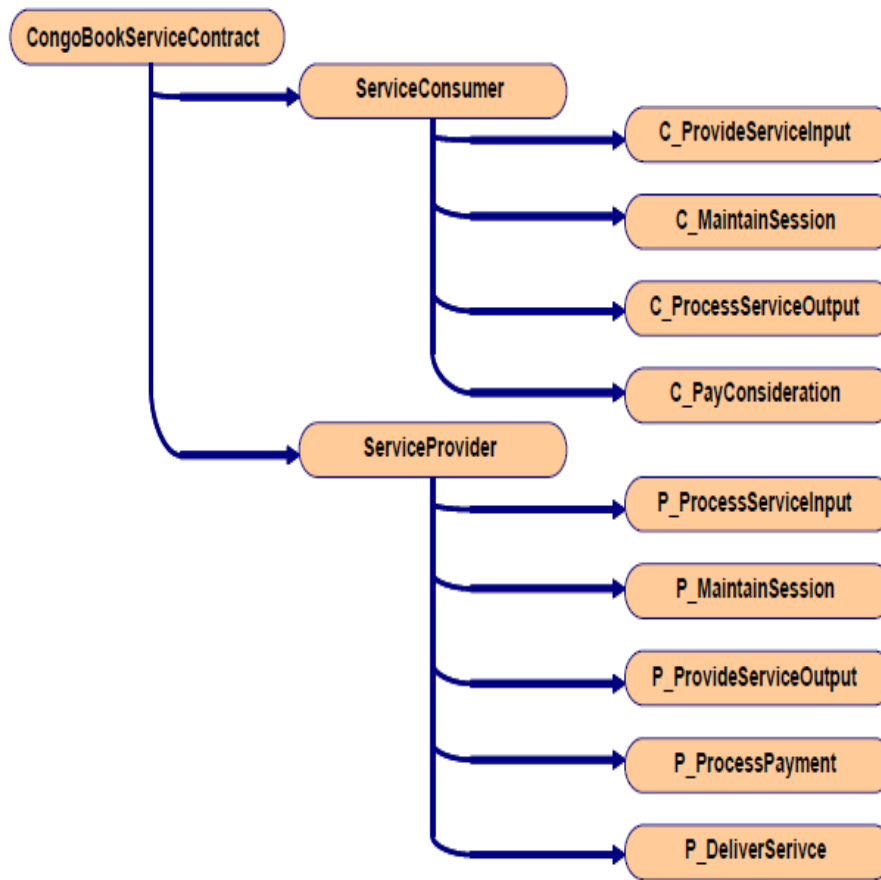 CongoBookServiceContract
ServiceConsumer
C_ProvideServiceInput
C_MaintainSession
C_ProcessServiceOutput
C_PayConsideration
ServiceProvider
P_ProcessServiceInput
P_MaintainSession
P_ProvideServiceOutput
P_ProcessPayment
P_DeliverSerivce